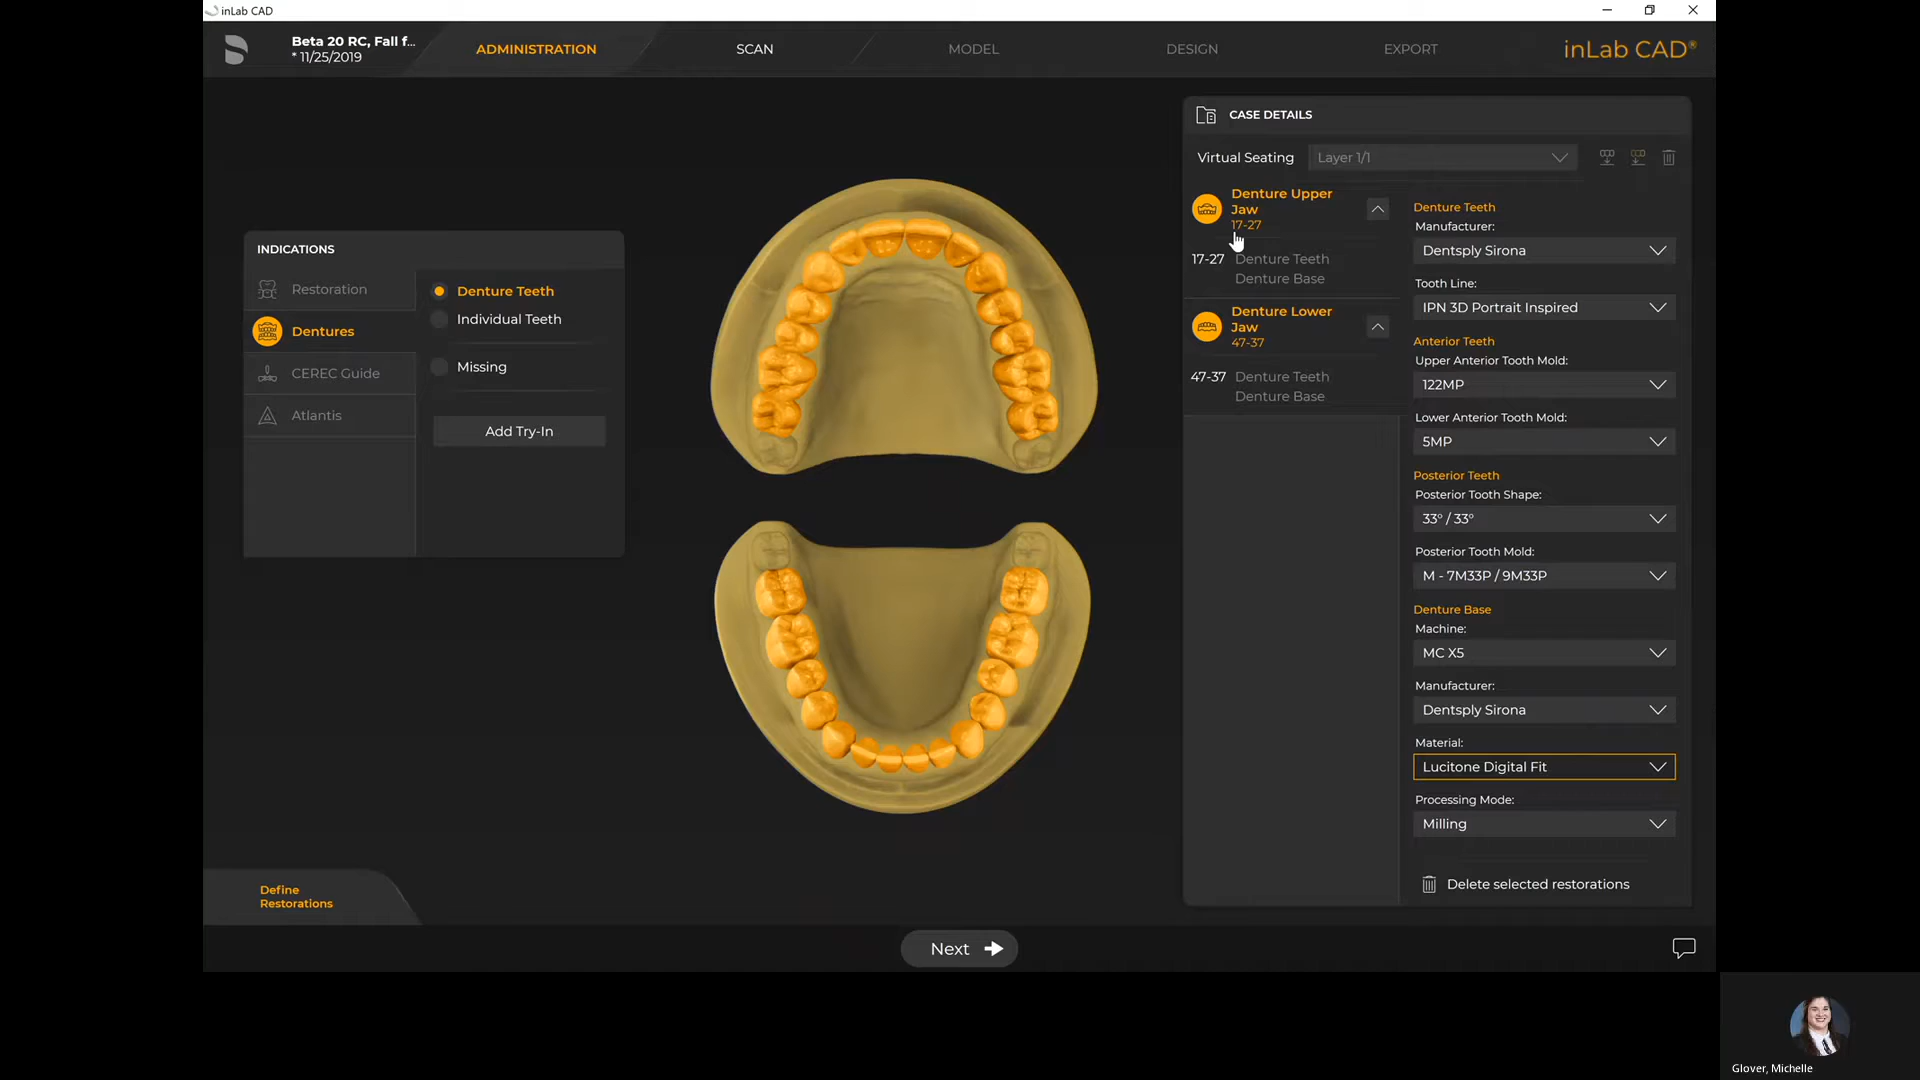 inLab CAD
Beta 20 RC, Fall f...
* 11/25/2019
ADMINISTRATION
SCAN
MODEL
DESIGN
EXPORT
inLab CAD®
INDICATIONS
Restoration
Dentures
CEREC Guide
Atlantis
Denture Teeth
Individual Teeth
Missing
Add Try-In
CASE DETAILS
Virtual Seating
Layer 1/1
Denture Upper
Jaw
17-27
17-27 Denture Teeth
Denture Base
Denture Lower
Jaw
47-37
47-37 Denture Teeth
Denture Base
Denture Teeth
Manufacturer:
Dentsply Sirona
Tooth Line:
IPN 3D Portrait Inspired
Anterior Teeth
Upper Anterior Tooth Mold:
122MP
Lower Anterior Tooth Mold:
5MP
Posterior Teeth
Posterior Tooth Shape:
33° / 33°
Posterior Tooth Mold:
M - 7M33P / 9M33P
Denture Base
Machine:
MC X5
Manufacturer:
Dentsply Sirona
Material:
Lucitone Digital Fit
Processing Mode:
Milling
Delete selected restorations
Define
Restorations
Next
Glover, Michelle